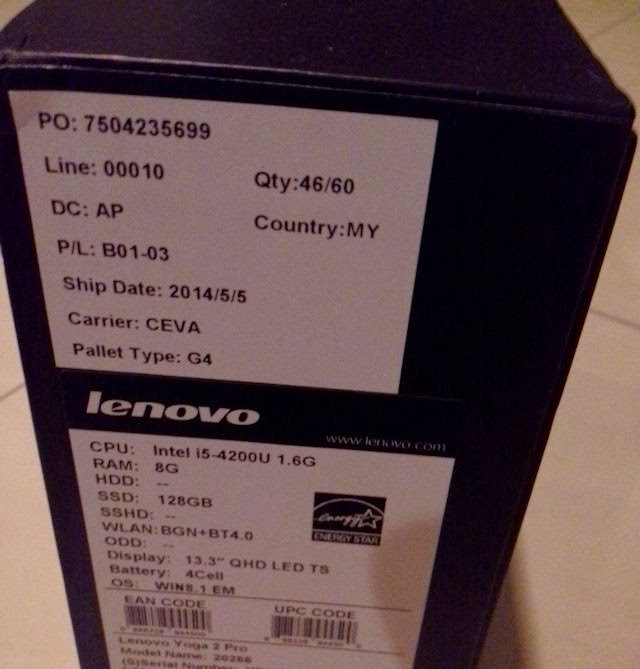 PO: 7504235699
Line: 00010
Qty:46/60
DC: AP
Country:MY
P/L: B01-03
Ship Date: 2014/5/5
Carrier: CEVA
Pallet Type: G4
lenovo
www.lenovo.com
CPU: Intel i5-4200U 1.6G
RAM: 8G
HDD: --
SSD: 128GB
SSHD: --
WLAN: BGN+BT4.0
ODD: --
Display: 13.3" QHD LED TS
Battery: 4Cell
OS: WIN8.1 EM
energy
ENERGY STAR
EAN CODE
UPC CODE
Lenovo Yoga 2 Pro
Model Name: 20266
(S)Serial Number: